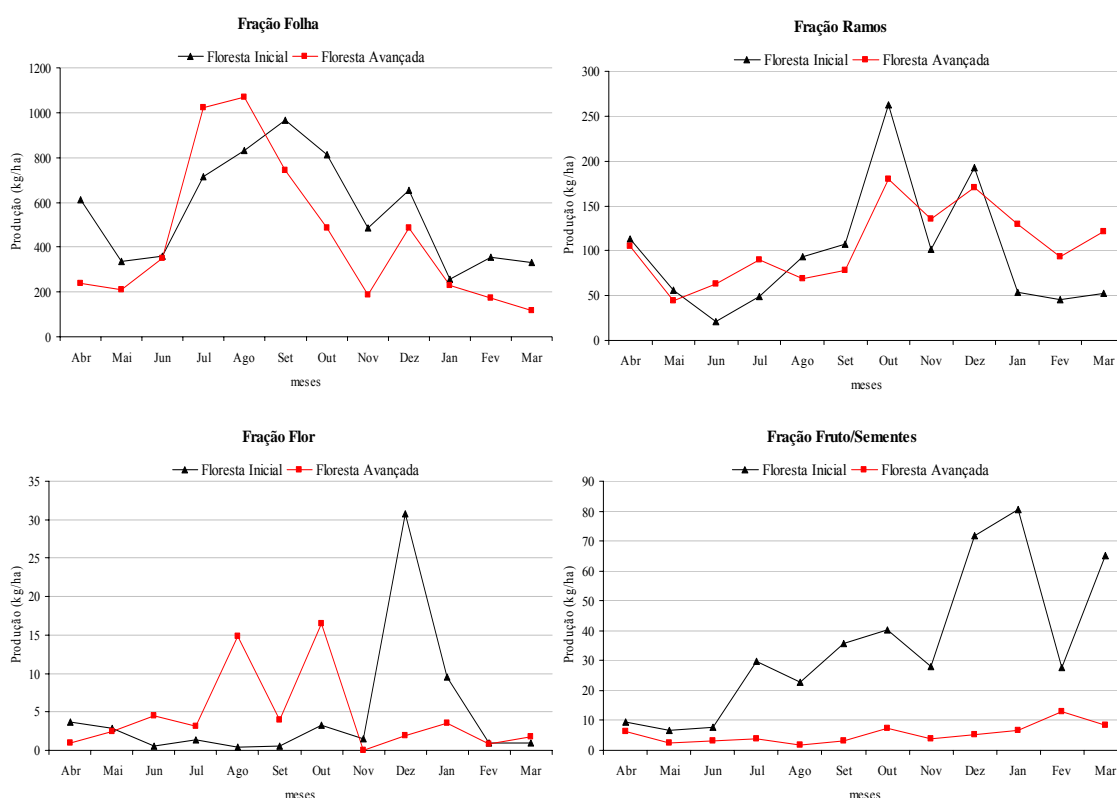 Fração Folha
Floresta Inicial Floresta Avançada
1200
1000
800
600
400
200
0
Produção (kg/ha)
Abr Mai Jun Jul Ago Set Out Nov Dez Jan Fev Mar
meses
Fração Ramos
Floresta Inicial Floresta Avançada
300
250
200
150
100
50
0
Produção (kg/ha)
Abr Mai Jun Jul Ago Set Out Nov Dez Jan Fev Mar
meses
Fração Flor
Floresta Inicial Floresta Avançada
35
30
25
20
15
10
5
0
Produção (kg/ha)
Abr Mai Jun Jul Ago Set Out Nov Dez Jan Fev Mar
meses
Fração Fruto/Sementes
Floresta Inicial Floresta Avançada
90
80
70
60
50
40
30
20
10
0
Produção (kg/ha)
Abr Mai Jun Jul Ago Set Out Nov Dez Jan Fev Mar
meses